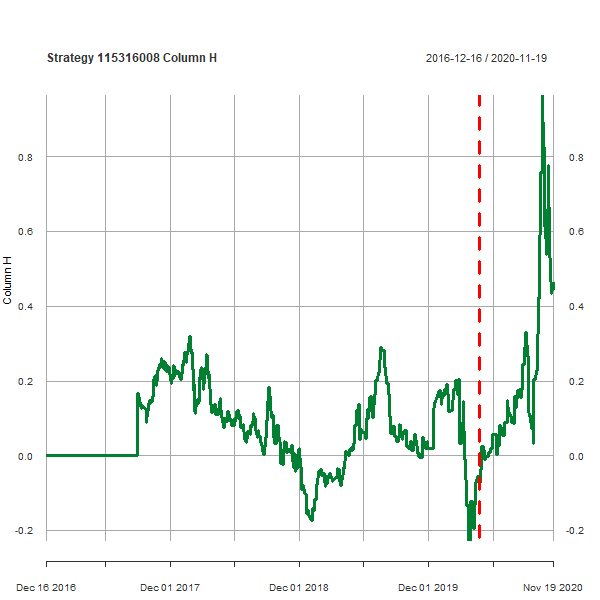 Strategy 115316008 Column H
2016-12-16 / 2020-11-19
Column H
0.8
0.8
0.6
0.6
0.4
0.4
0.2
0.2
0.0
0.0
-0.2
-0.2
Dec 16 2016
Dec 01 2017
Dec 01 2018
Dec 01 2019
Nov 19 2020